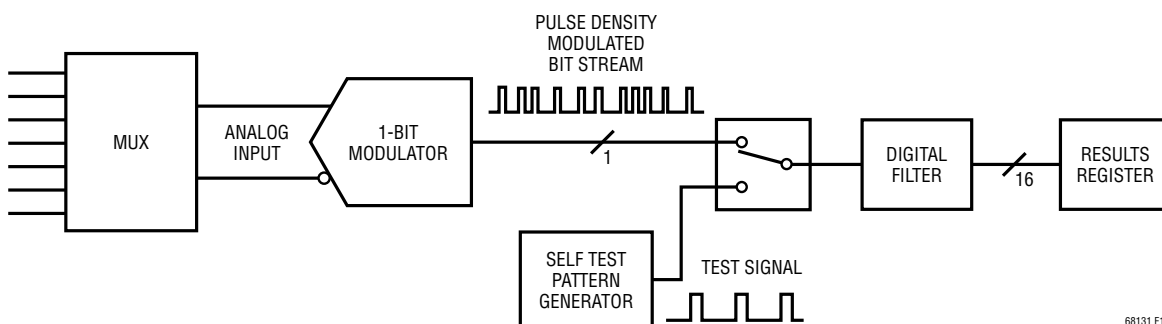 PULSE DENSITY
MODULATED
BIT STREAM
MUX
ANALOG
INPUT
1-BIT
MODULATOR
1
DIGITAL
FILTER
16
RESULTS
REGISTER
SELF TEST
PATTERN
GENERATOR
TEST SIGNAL